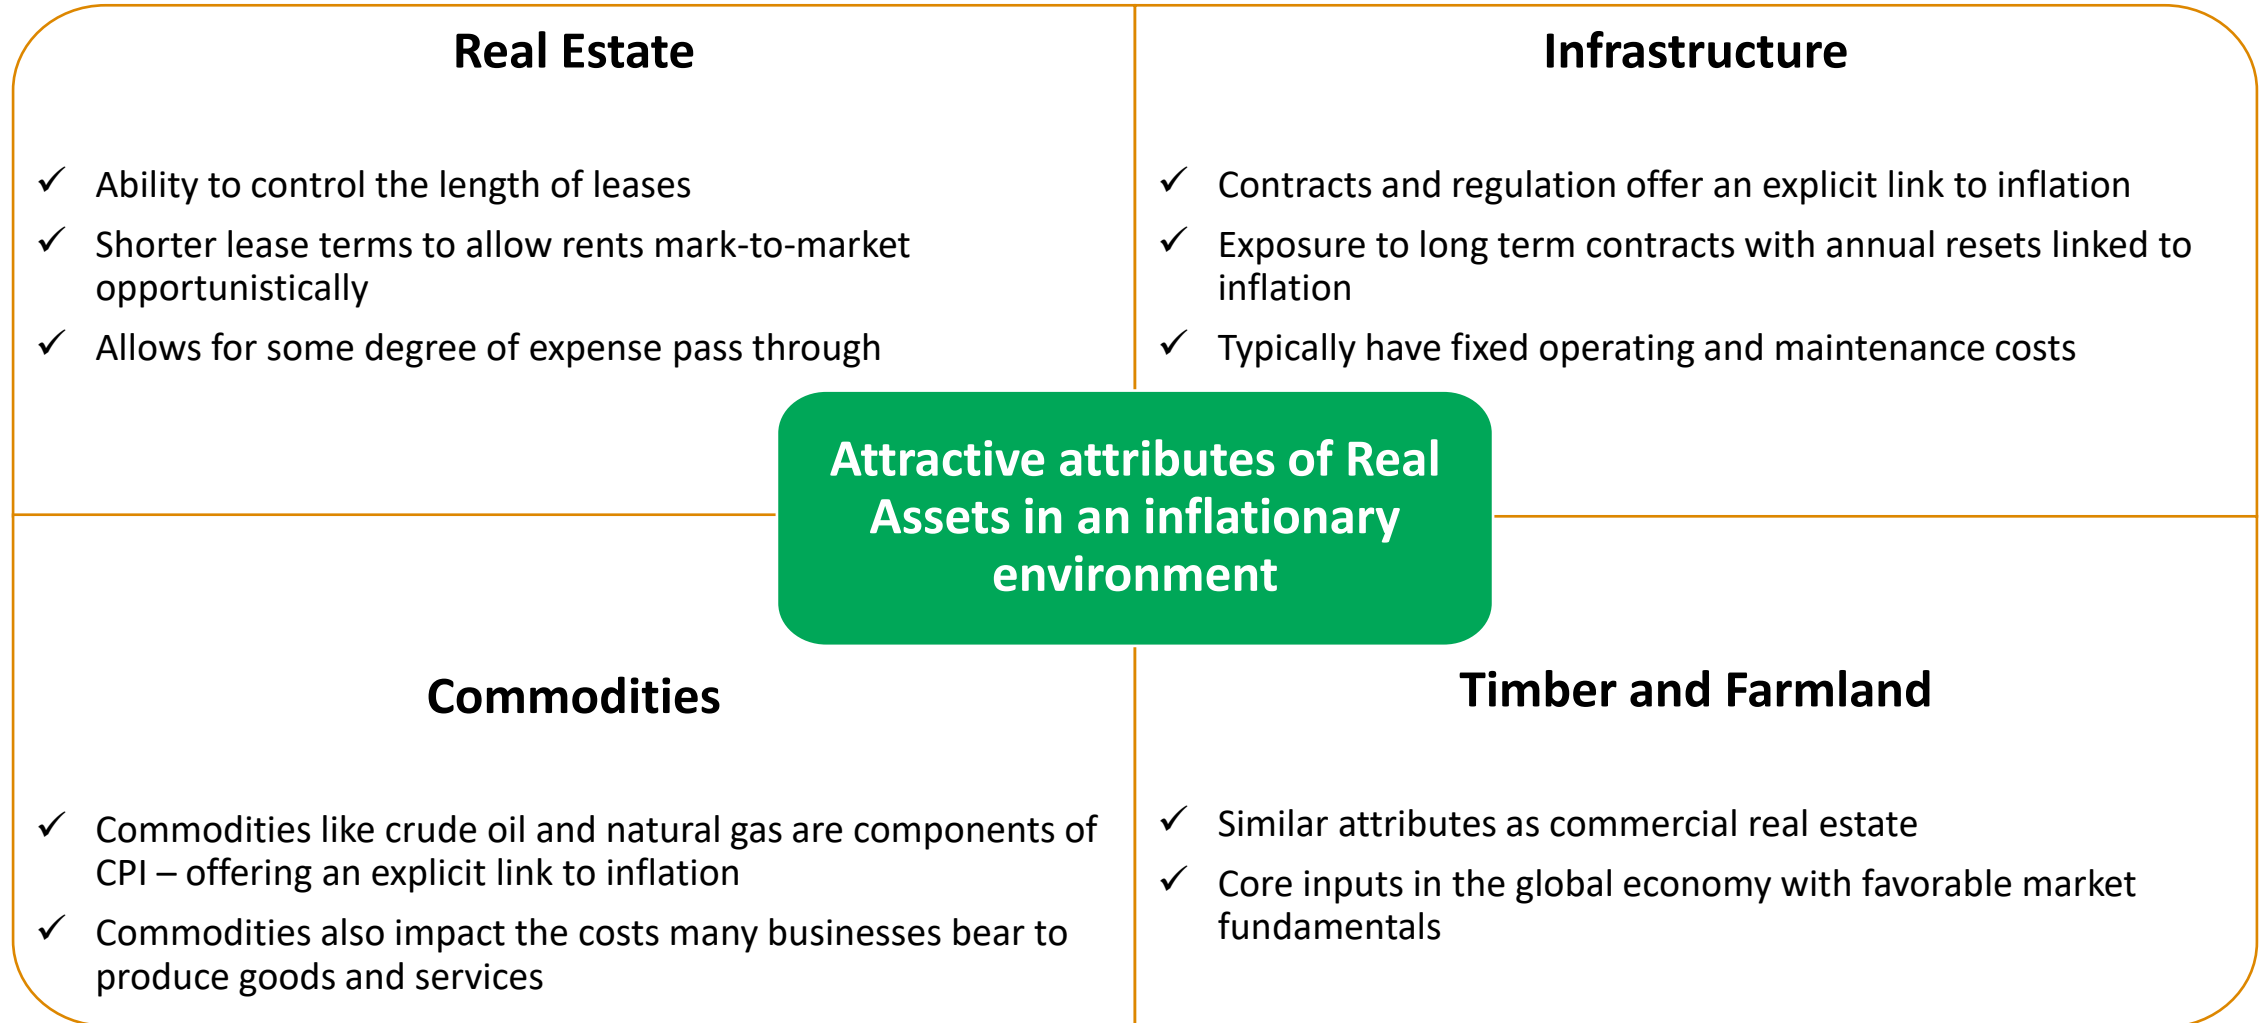 Real Estate
✓ Ability to control the length of leases
✓ Shorter lease terms to allow rents mark-to-market
opportunistically
✓ Allows for some degree of expense pass through
Infrastructure
✓ Contracts and regulation offer an explicit link to inflation
✓ Exposure to long term contracts with annual resets linked to
inflation
✓ Typically have fixed operating and maintenance costs
Attractive attributes of Real
Assets in an inflationary
environment
Commodities
✓ Commodities like crude oil and natural gas are components of
CPI – offering an explicit link to inflation
✓ Commodities also impact the costs many businesses bear to
produce goods and services
Timber and Farmland
✓ Similar attributes as commercial real estate
✓ Core inputs in the global economy with favorable market
fundamentals